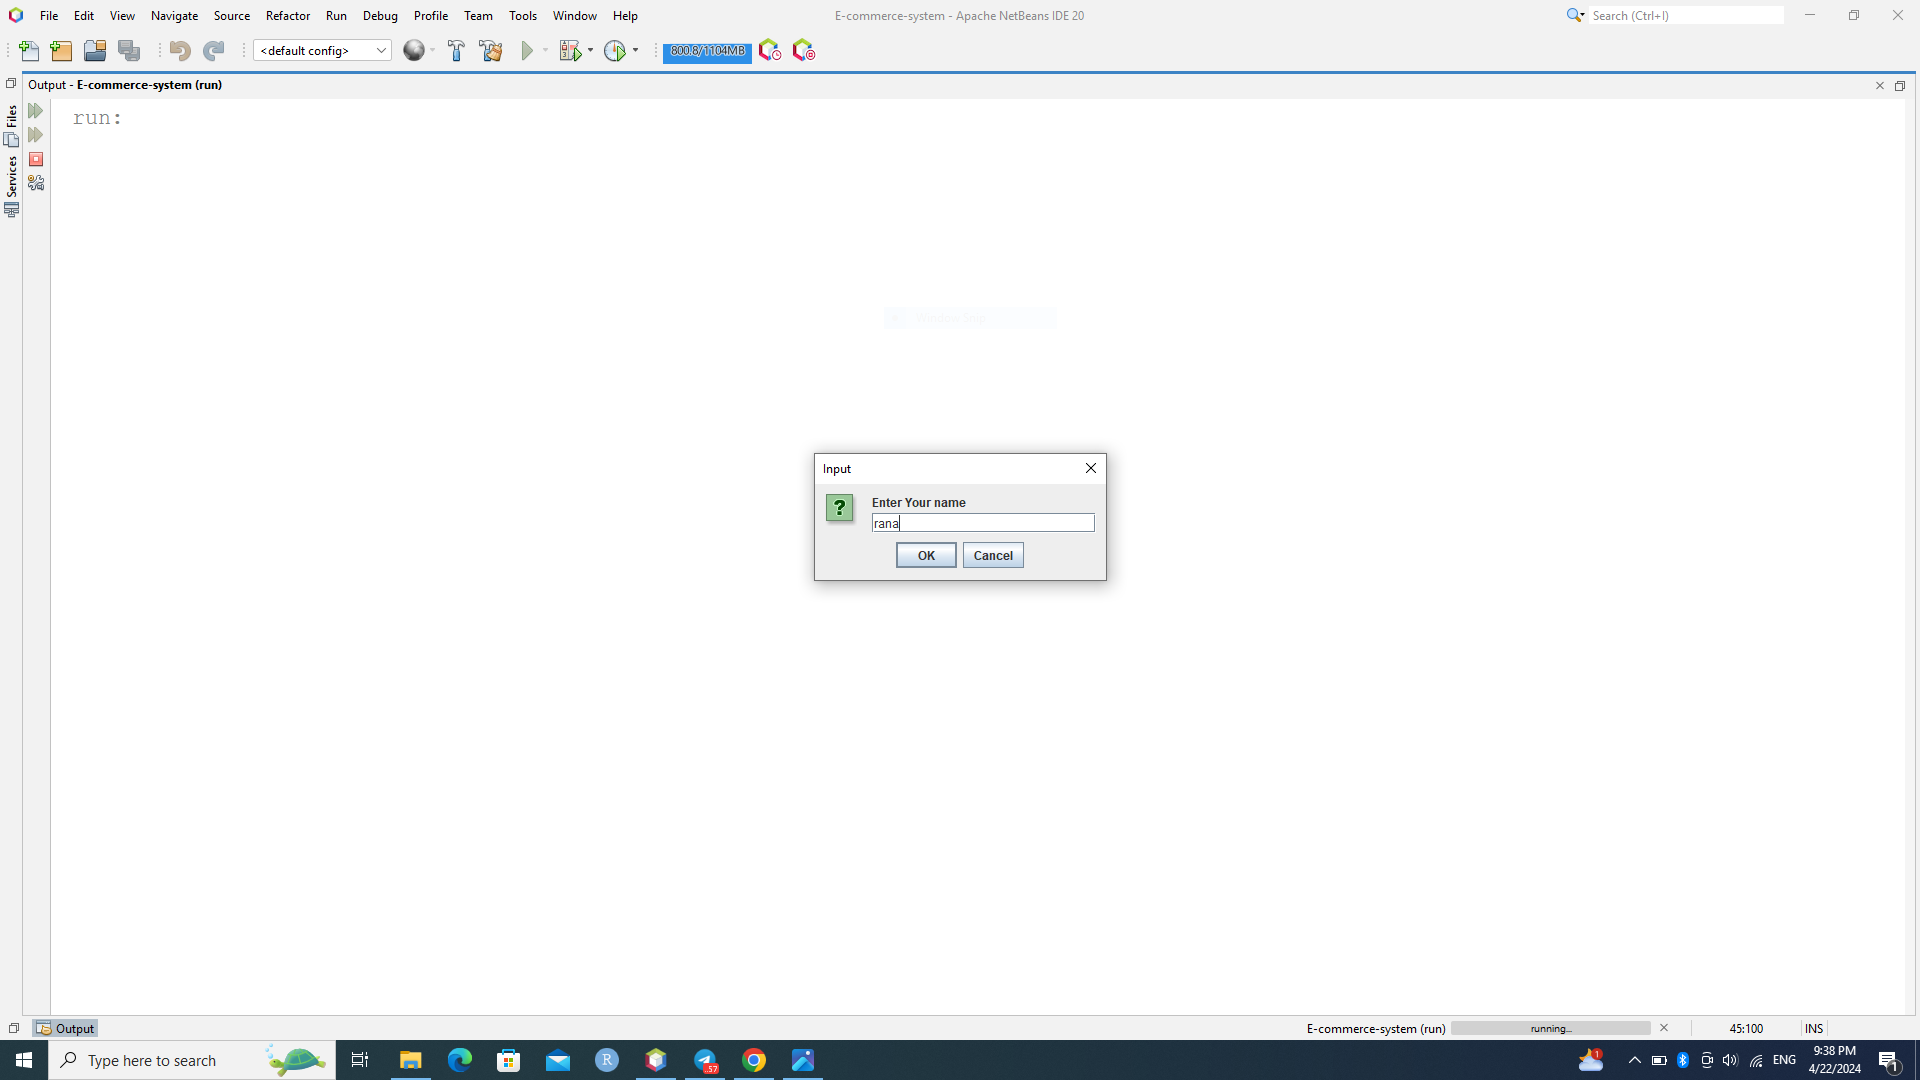 File Edit View Navigate Source Refactor Run Debug Profile Team Tools Window Help
E-commerce-system - Apache NetBeans IDE 20
Search (Ctrl+I)
<default config>
800.8/1104MB
Output - E-commerce-system (run)
Files
Services
run:
Input
Enter Your name
rana
OK Cancel
Output
E-commerce-system (run) running... 45:100 INS
Type here to search
R
..57
1
ENG
9:38 PM
4/22/2024
1